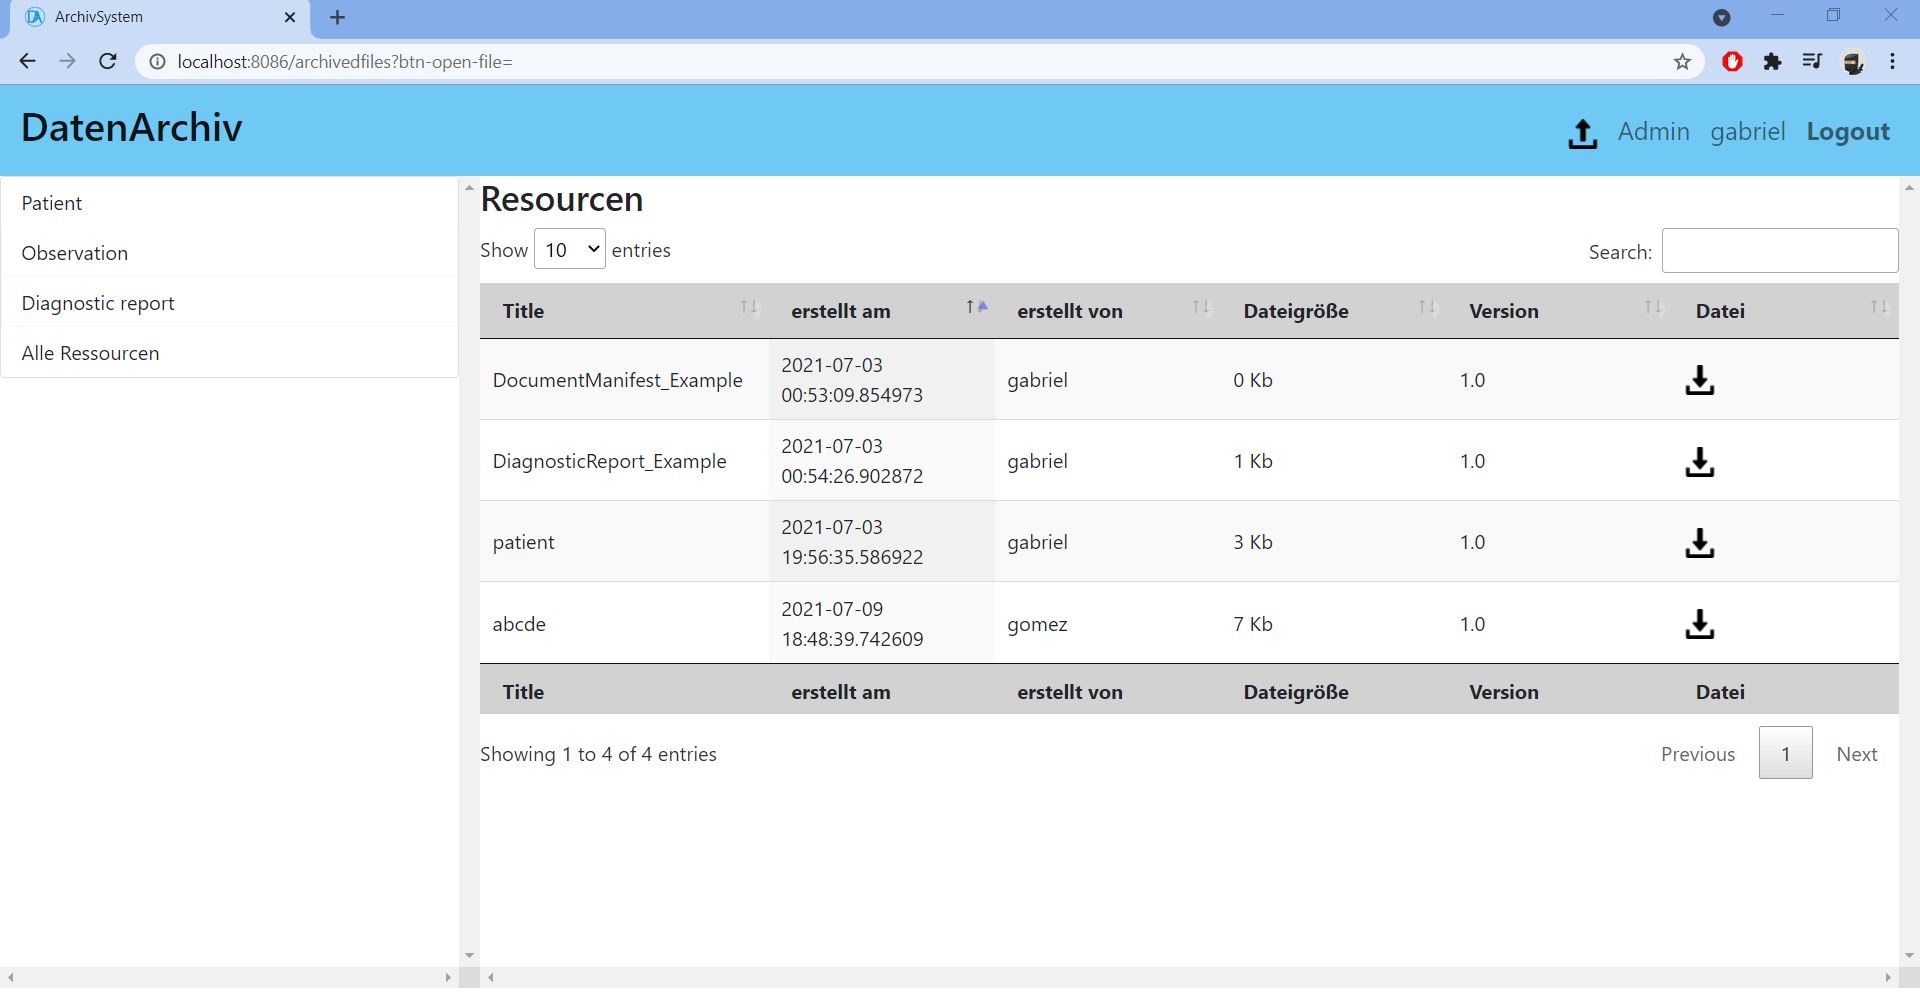 ArchivSystem
localhost:8086/archivedfiles?btn-open-file=
DatenArchiv
Admin gabriel Logout
Patient
Observation
Diagnostic report
Alle Ressourcen
Resourcen
Show 10 entries
Search:
Title erstellt am erstellt von Dateigröße Version Datei
DocumentManifest_Example 2021-07-03 00:53:09.854973 gabriel 0 Kb 1.0
DiagnosticReport_Example 2021-07-03 00:54:26.902872 gabriel 1 Kb 1.0
patient 2021-07-03 19:56:35.586922 gabriel 3 Kb 1.0
abcde 2021-07-09 18:48:39.742609 gomez 7 Kb 1.0
Title erstellt am erstellt von Dateigröße Version Datei
Showing 1 to 4 of 4 entries
Previous 1 Next